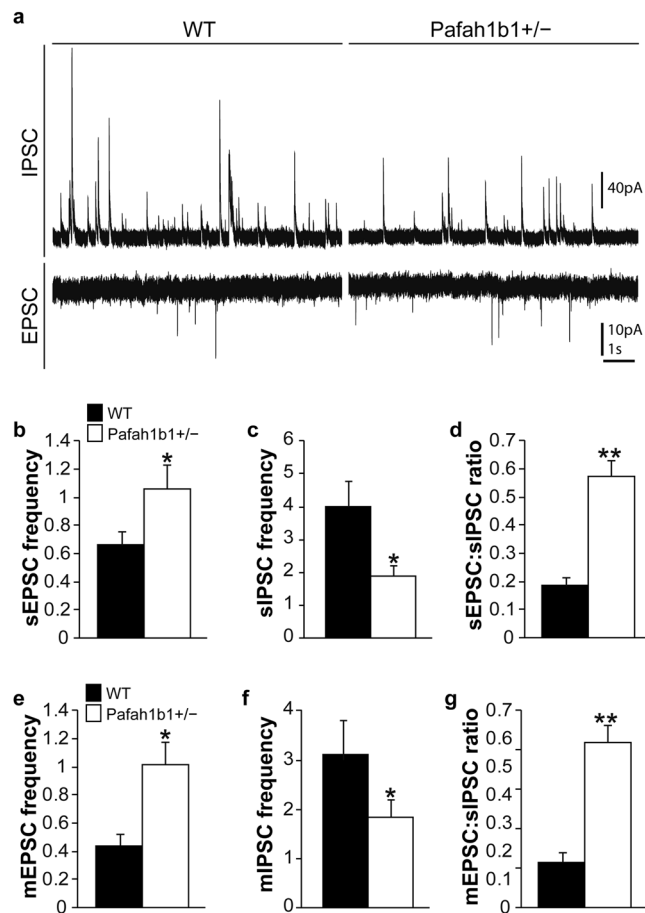 a
WT
Pafah1b1+/−
IPSC
40pA
EPSC
10pA
1s
WT
Pafah1b1+/−
b
sEPSC frequency
1.4
1.2
1
0.8
0.6
0.4
0.2
0
*
c
sIPSC frequency
6
5
4
3
2
1
0
*
d
sEPSC:sIPSC ratio
0.7
0.6
0.5
0.4
0.3
0.2
0.1
0
**
WT
Pafah1b1+/−
e
mEPSC frequency
1.4
1.2
1
0.8
0.6
0.4
0.2
0
*
f
mIPSC frequency
4
3
2
1
0
*
g
mEPSC:sIPSC ratio
0.7
0.6
0.5
0.4
0.3
0.2
0.1
0
**